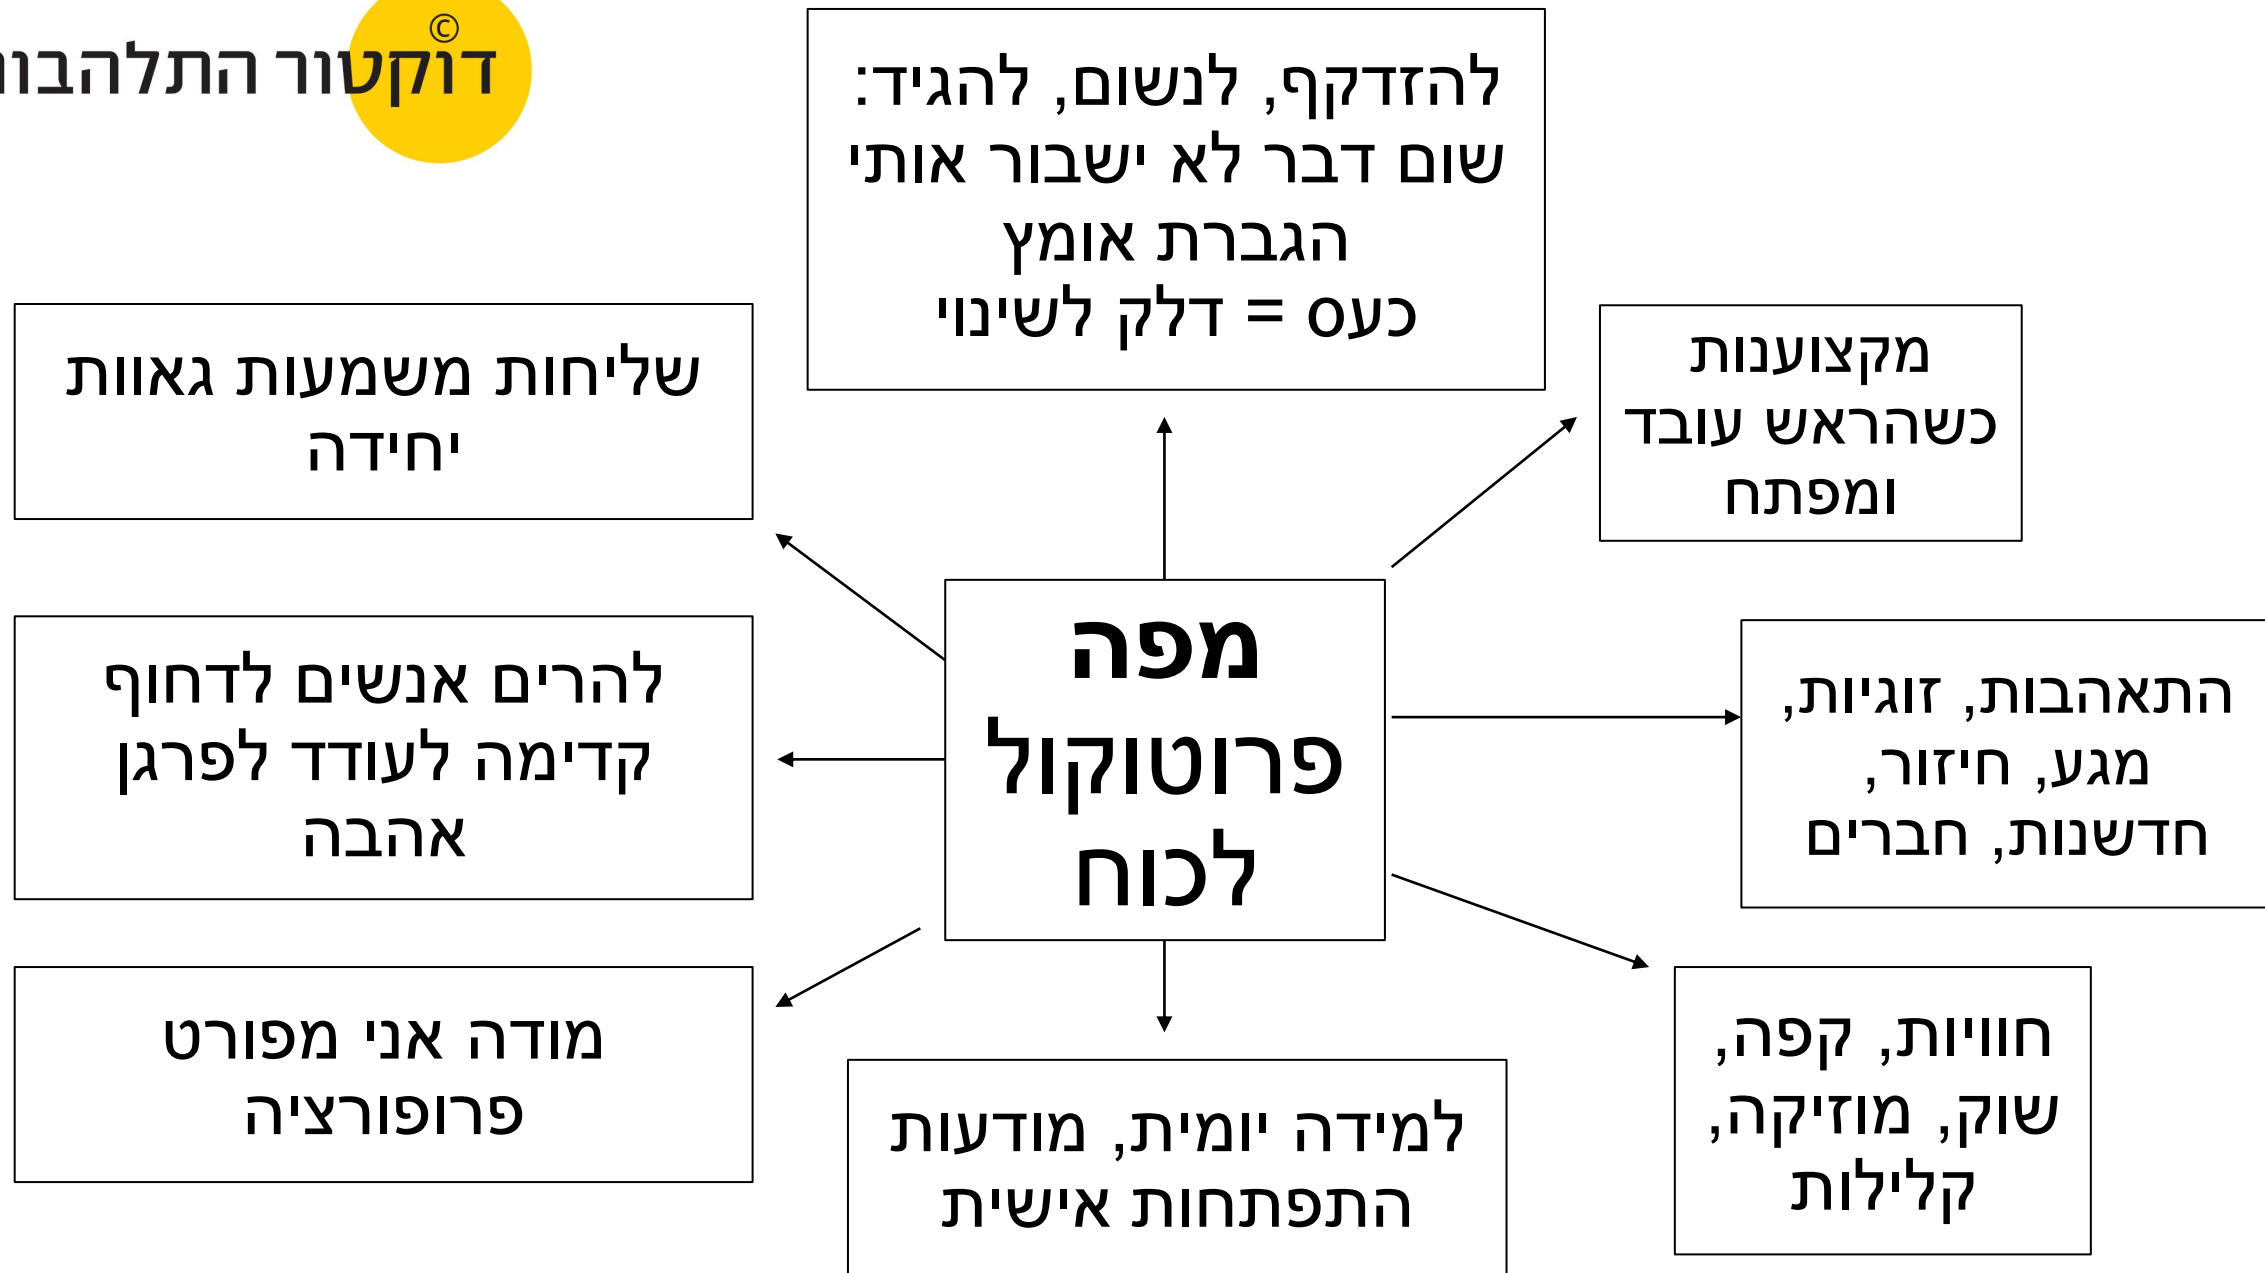 ©
דוקטור
להזדקף, לנשום, להגיד:
שום דבר לא ישבור אותי
הגברת אומץ
כעס = דלק לשינוי
מקצוענות
כשהראש עובד
ומפתח
שליחות משמעות גאוות
יחידה
מפה
פרוטוקול
לכוח
התאהבות, זוגיות,
מגע, חיזור,
חדשנות, חברים
להרים אנשים לדחוף
קדימה לעודד לפרגן
אהבה
חוויות, קפה,
שוק, מוזיקה,
קלילות
מודה אני מפורט
פרופורציה
למידה יומית, מודעות
התפתחות אישית